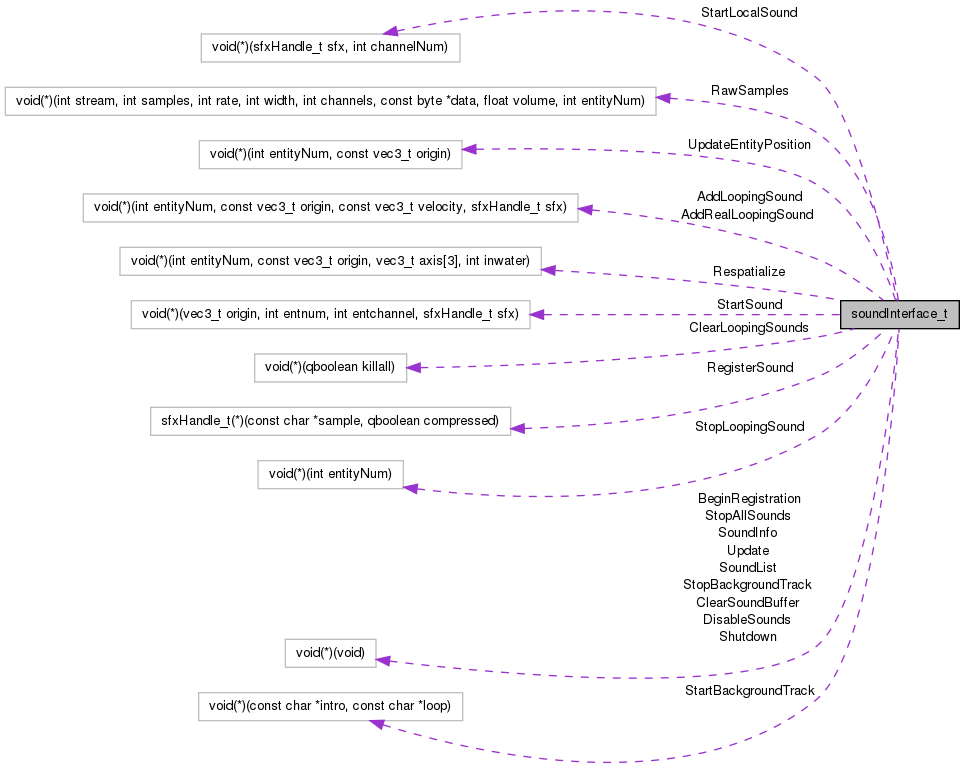 StartLocalSound
void(*)(sfxHandle_t sfx, int channelNum)
RawSamples
void(*)(int stream, int samples, int rate, int width, int channels, const byte *data, float volume, int entityNum)
UpdateEntityPosition
void(*)(int entityNum, const vec3_t origin)
AddLoopingSound
AddRealLoopingSound
void(*)(int entityNum, const vec3_t origin, const vec3_t velocity, sfxHandle_t sfx)
void(*)(int entityNum, const vec3_t origin, vec3_t axis[3], int inwater)
Respatialize
StartSound
void(*)(vec3_t origin, int entnum, int entchannel, sfxHandle_t sfx)
soundInterface_t
ClearLoopingSounds
void(*)(qboolean killall)
RegisterSound
sfxHandle_t(*)(const char *sample, qboolean compressed)
StopLoopingSound
void(*)(int entityNum)
BeginRegistration
StopAllSounds
SoundInfo
Update
SoundList
StopBackgroundTrack
ClearSoundBuffer
DisableSounds
Shutdown
void(*)(void)
StartBackgroundTrack
void(*)(const char *intro, const char *loop)